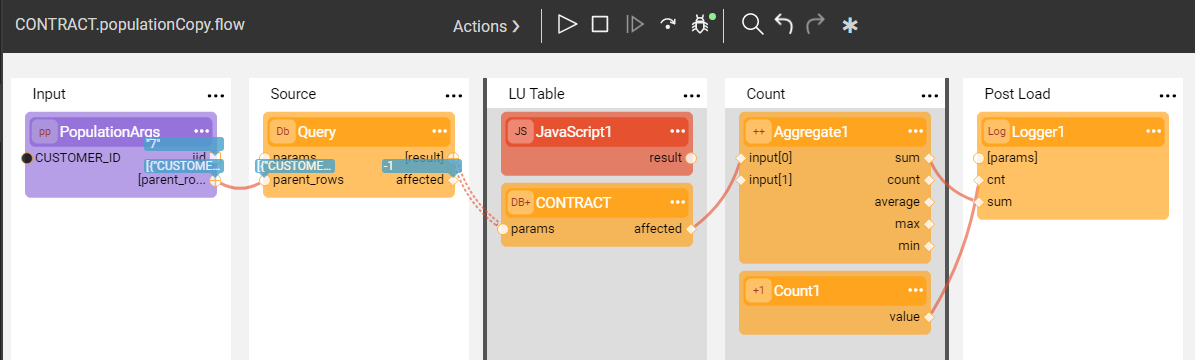 CONTRACT.populationCopy.flow
Actions
Input
Source
LU Table
Count
Post Load
pp PopulationArgs
"7"
CUSTOMER_ID iid
[{"CUSTOME...
[parent_ro...
Db Query
params [result]
[{"CUSTOME... -1
parent_rows affected
JS JavaScript1
result
DB+ CONTRACT
params affected
++ Aggregate1
input[0] sum
input[1] count
average
max
min
+1 Count1
value
Log Logger1
[params]
cnt
sum